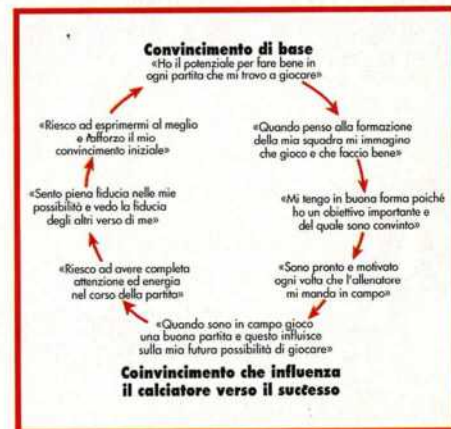 Convincimento di base
«Ho il potenziale per fare bene in
ogni partita che mi trovo a giocare»
«Quando penso alla formazione
della mia squadra mi immagino
che gioco e che faccio bene»
«Mi tengo in buona forma poiché
ho un obiettivo importante e
del quale sono convinto»
«Sono pronto e motivato
ogni volta che l'allenatore
mi manda in campo»
«Quando sono in campo gioco
una buona partita e questo influisce
sulla mia futura possibilità di giocare»
«Riesco ad avere completa
attenzione ed energia
nel corso della partita»
«Sento piena fiducia nelle mie
possibilità e vedo la fiducia
degli altri verso di me»
«Riesco ad esprimermi al meglio
e rafforzo il mio
convincimento iniziale»
Coinvincimento che influenza
il calciatore verso il successo